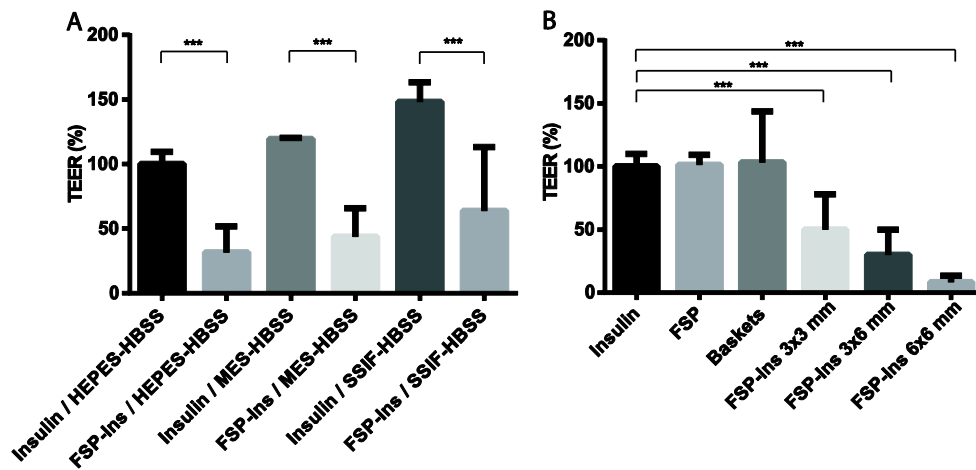 A
TEER (%)
200
150
100
50
0
***
***
***
Insulin / HEPES-HBSS
FSP-Ins / HEPES-HBSS
Insulin / MES-HBSS
FSP-Ins / MES-HBSS
Insulin / SSIF-HBSS
FSP-Ins / SSIF-HBSS
B
TEER (%)
200
150
100
50
0
***
***
***
Insulin
FSP
Baskets
FSP-Ins 3x3 mm
FSP-Ins 3x6 mm
FSP-Ins 6x6 mm